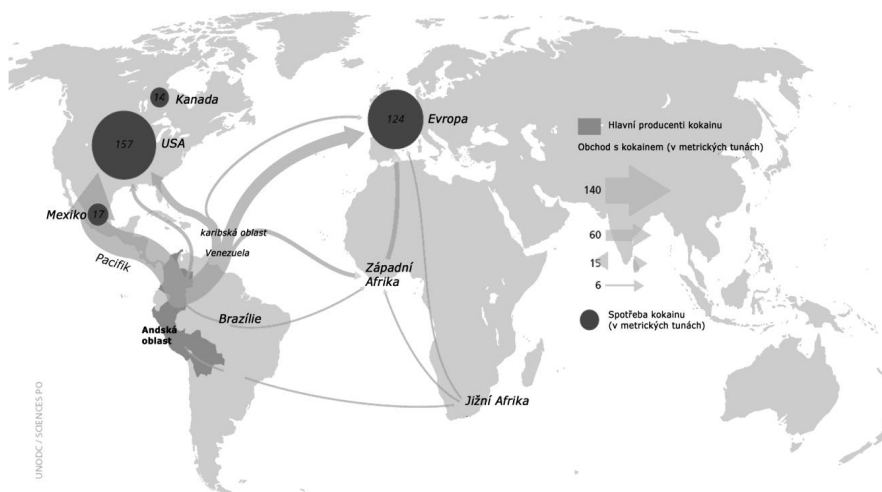 14
Kanada
157
USA
124
Evropa
Mexiko
17
karibská oblast
Venezuela
Pacifik
Západní
Afrika
Brazílie
Andská
oblast
Jižní Afrika
Hlavní producenti kokainu
Obchod s kokainem (v metrických tunách)
140
60
15
6
Spotřeba kokainu
(v metrických tunách)
UNODC / SCIENCES PO